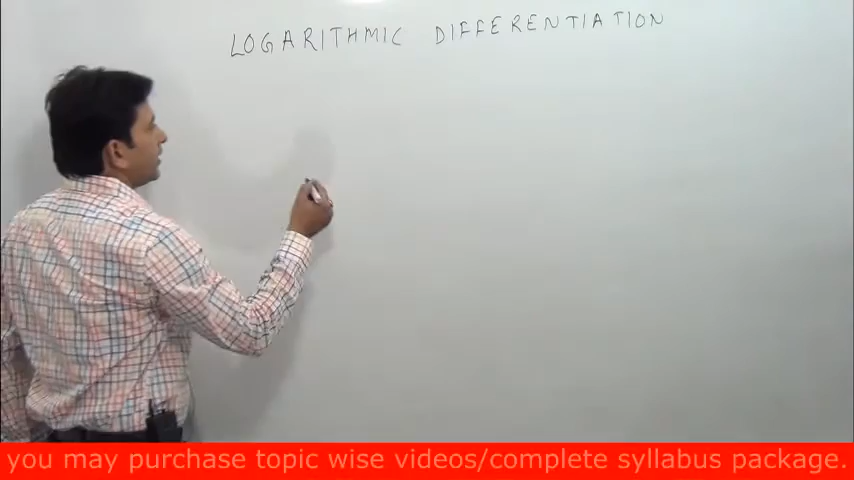 LOGARITHMIC DIFFERENTIATION
you may purchase topic wise videos/complete syllabus package.